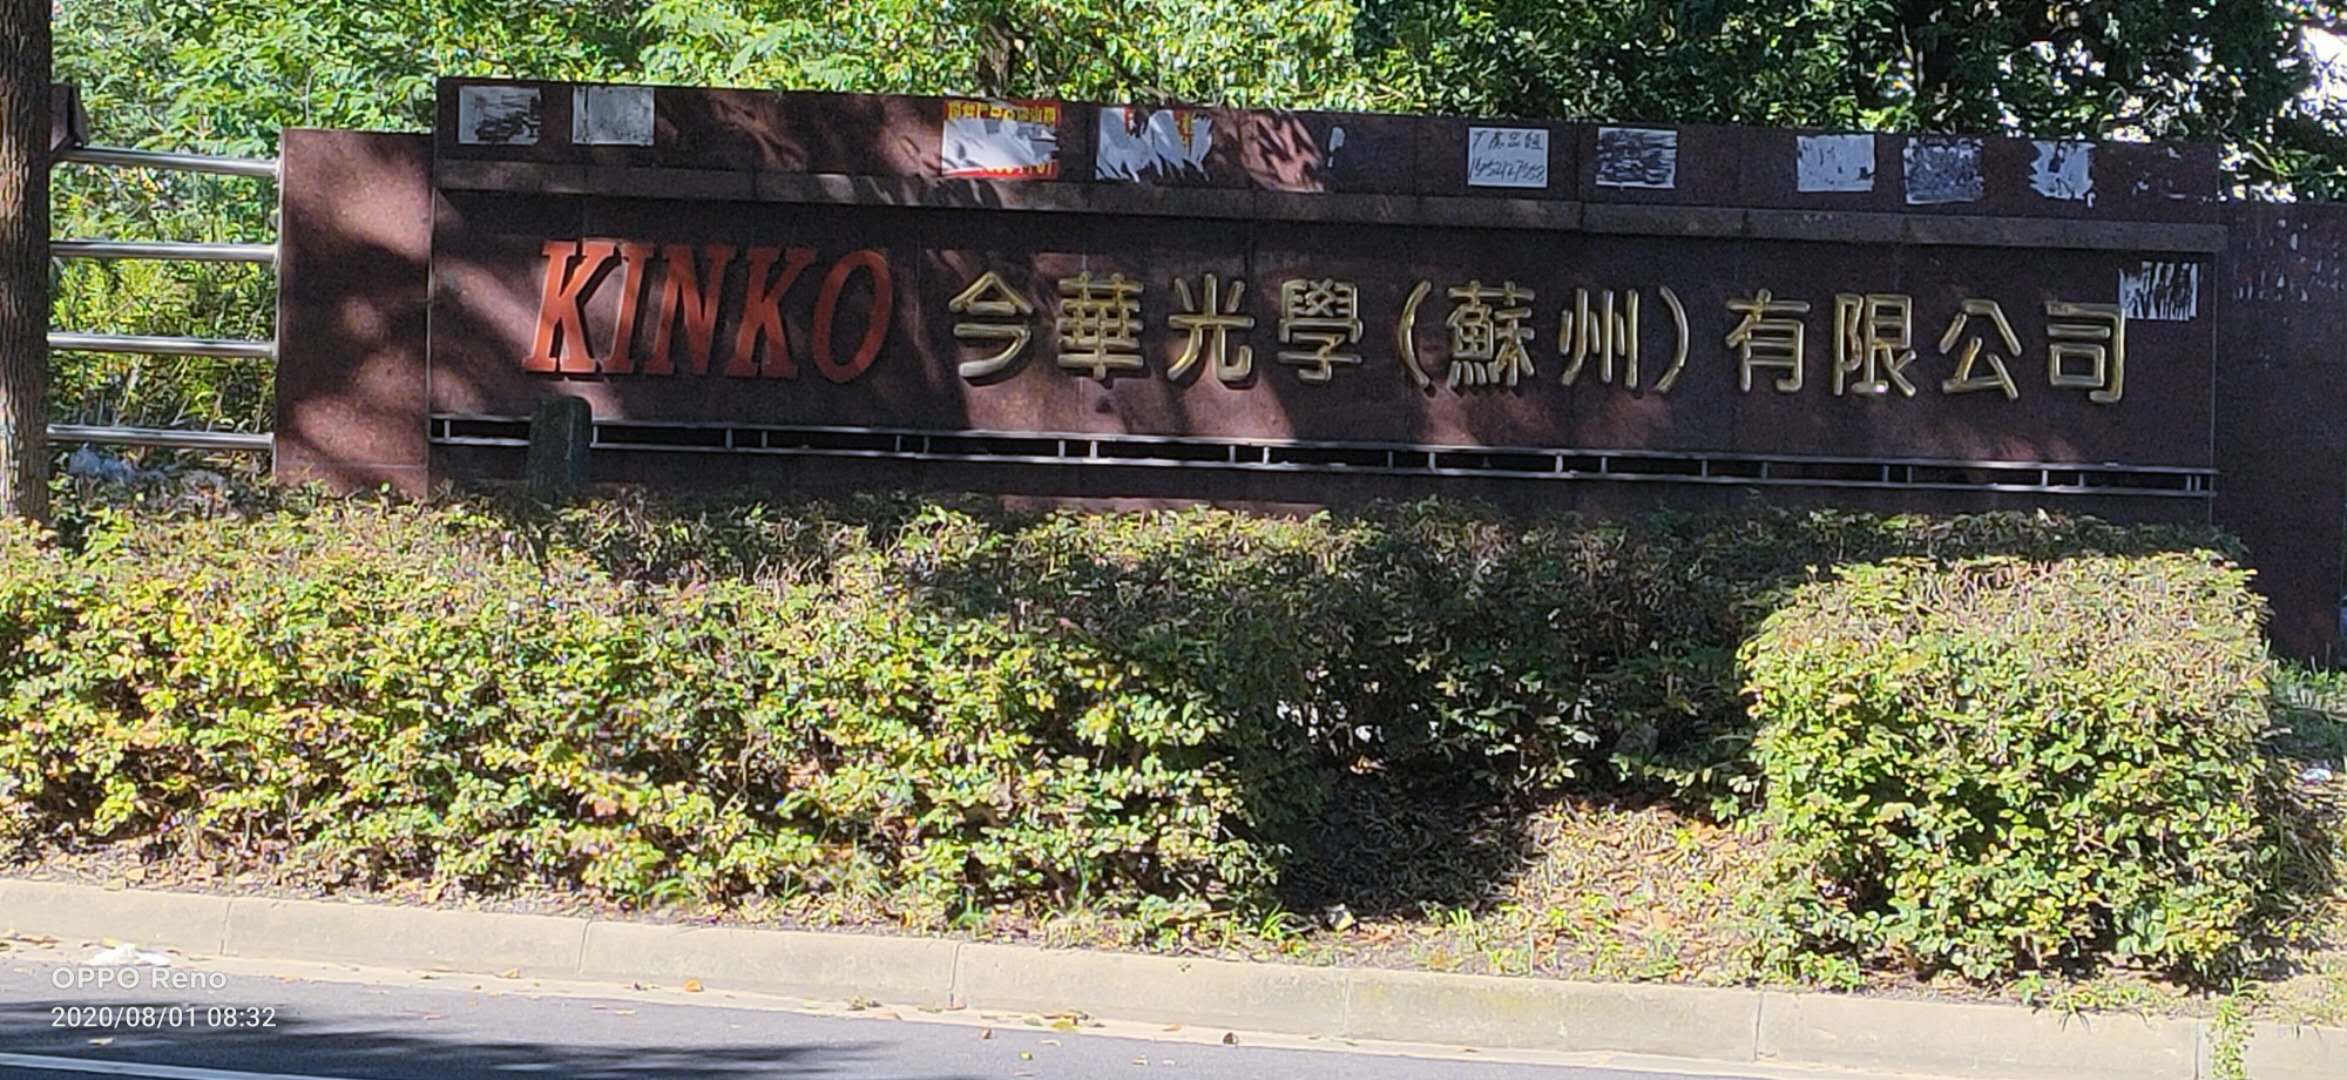 KINKO 今華光學(蘇州)有限公司
OPPO Reno
2020/08/01 08:32